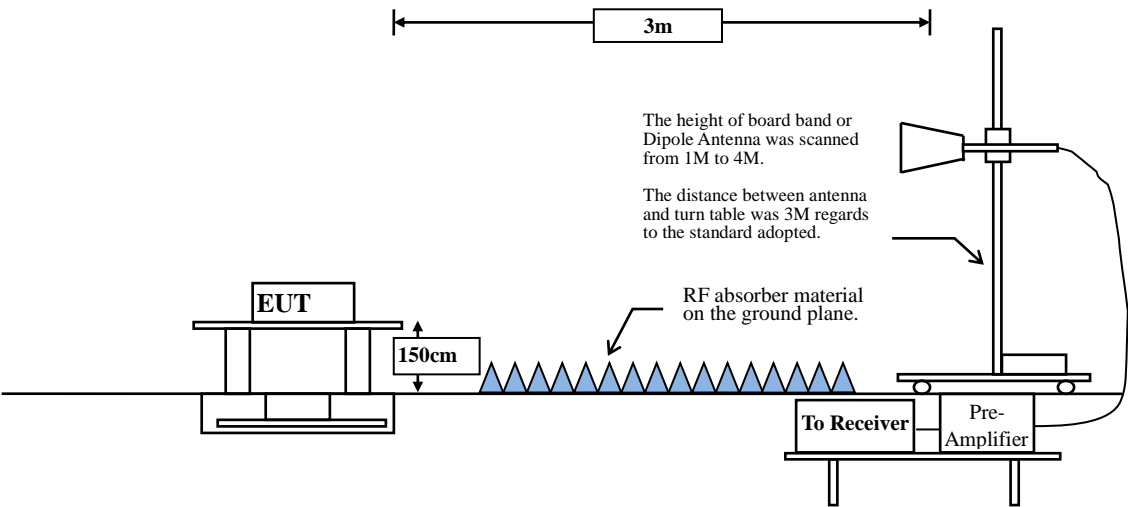 3m
The height of board band or
Dipole Antenna was scanned
from 1M to 4M.
The distance between antenna
and turn table was 3M regards
to the standard adopted.
EUT
RF absorber material
on the ground plane.
150cm
To Receiver
Pre-
Amplifier